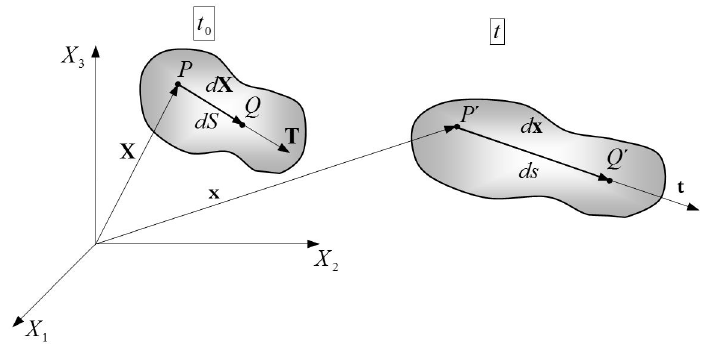 t₀
t
X₃
P
dX
Q
dS
T
X
x
P′
dx
Q′
ds
t
X₂
X₁